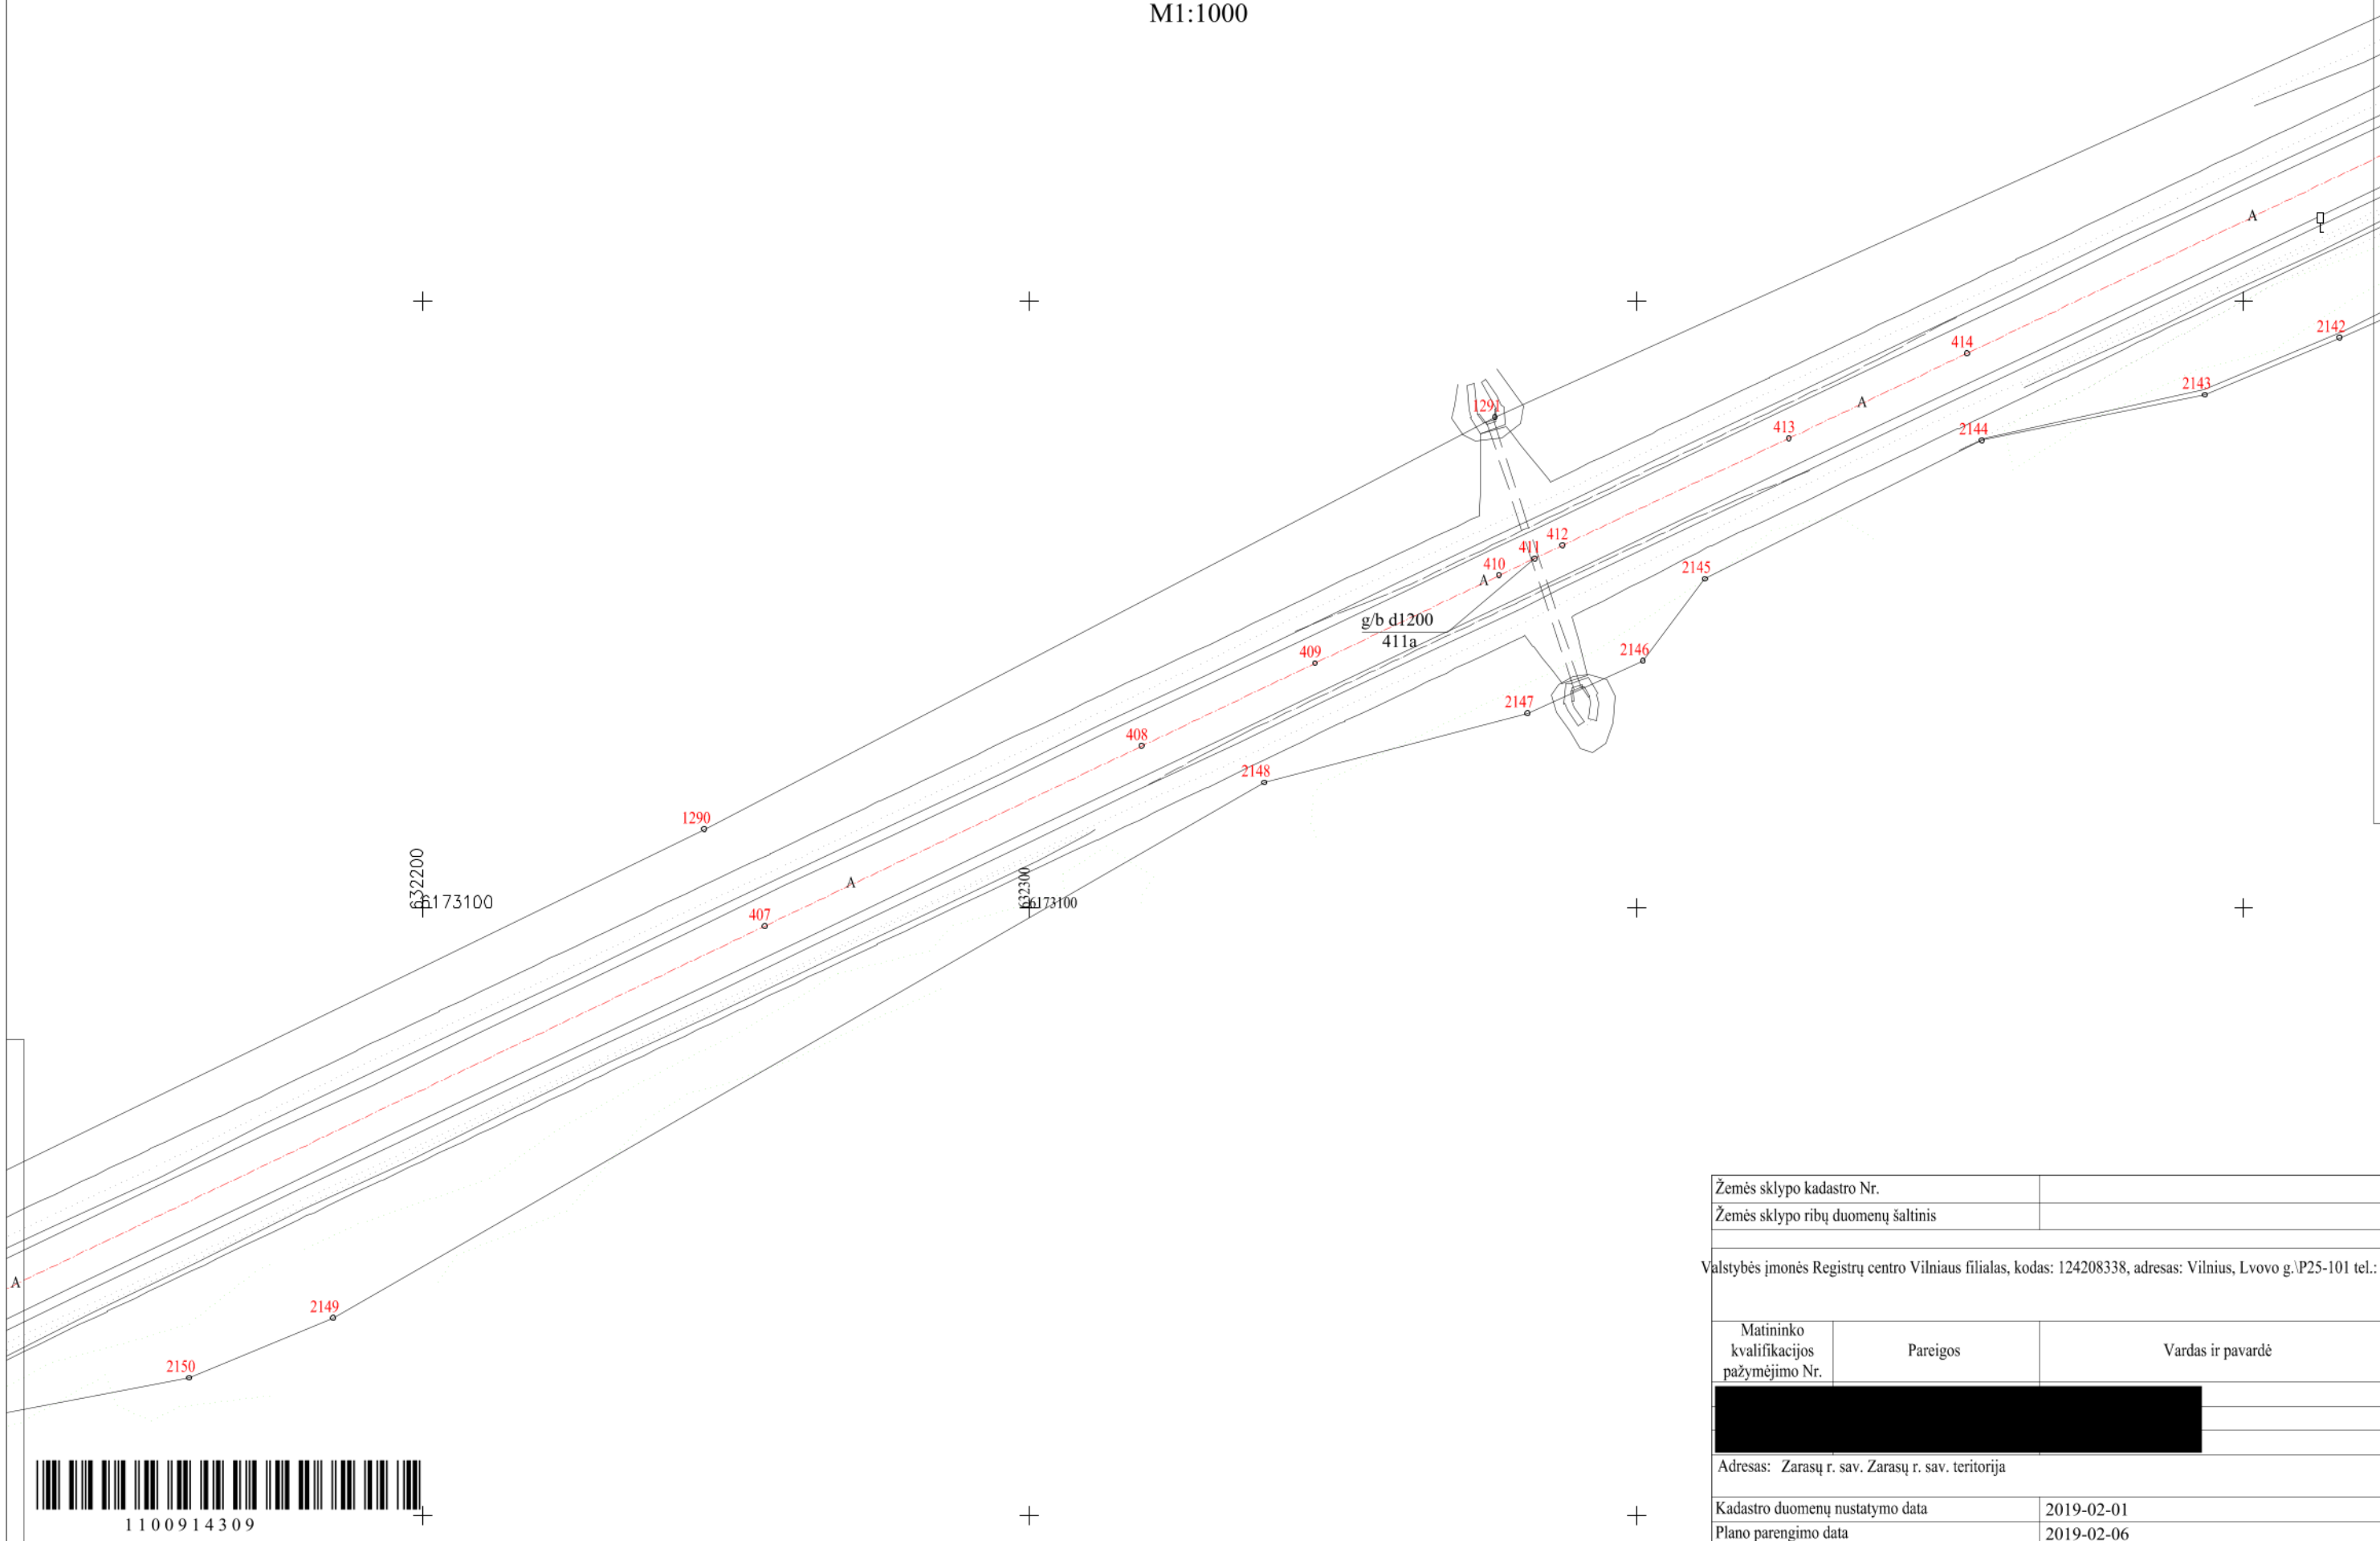 M1:1000
A
2142
414
2143
A
1291
413
2144
412
411
410
A
2145
g/b d1200
411a
409
2146
2147
408
2148
1290
632200
6173100
A
632300
6173100
407
A
2149
2150
1100914309
Žemės sklypo kadastro Nr.
Žemės sklypo ribų duomenų šaltinis
Valstybės įmonės Registrų centro Vilniaus filialas, kodas: 124208338, adresas: Vilnius, Lvovo g.\P25-101 tel.:
Matininko
kvalifikacijos
pažymėjimo Nr.
Pareigos
Vardas ir pavardė
Adresas: Zarasų r. sav. Zarasų r. sav. teritorija
Kadastro duomenų nustatymo data 2019-02-01
Plano parengimo data 2019-02-06